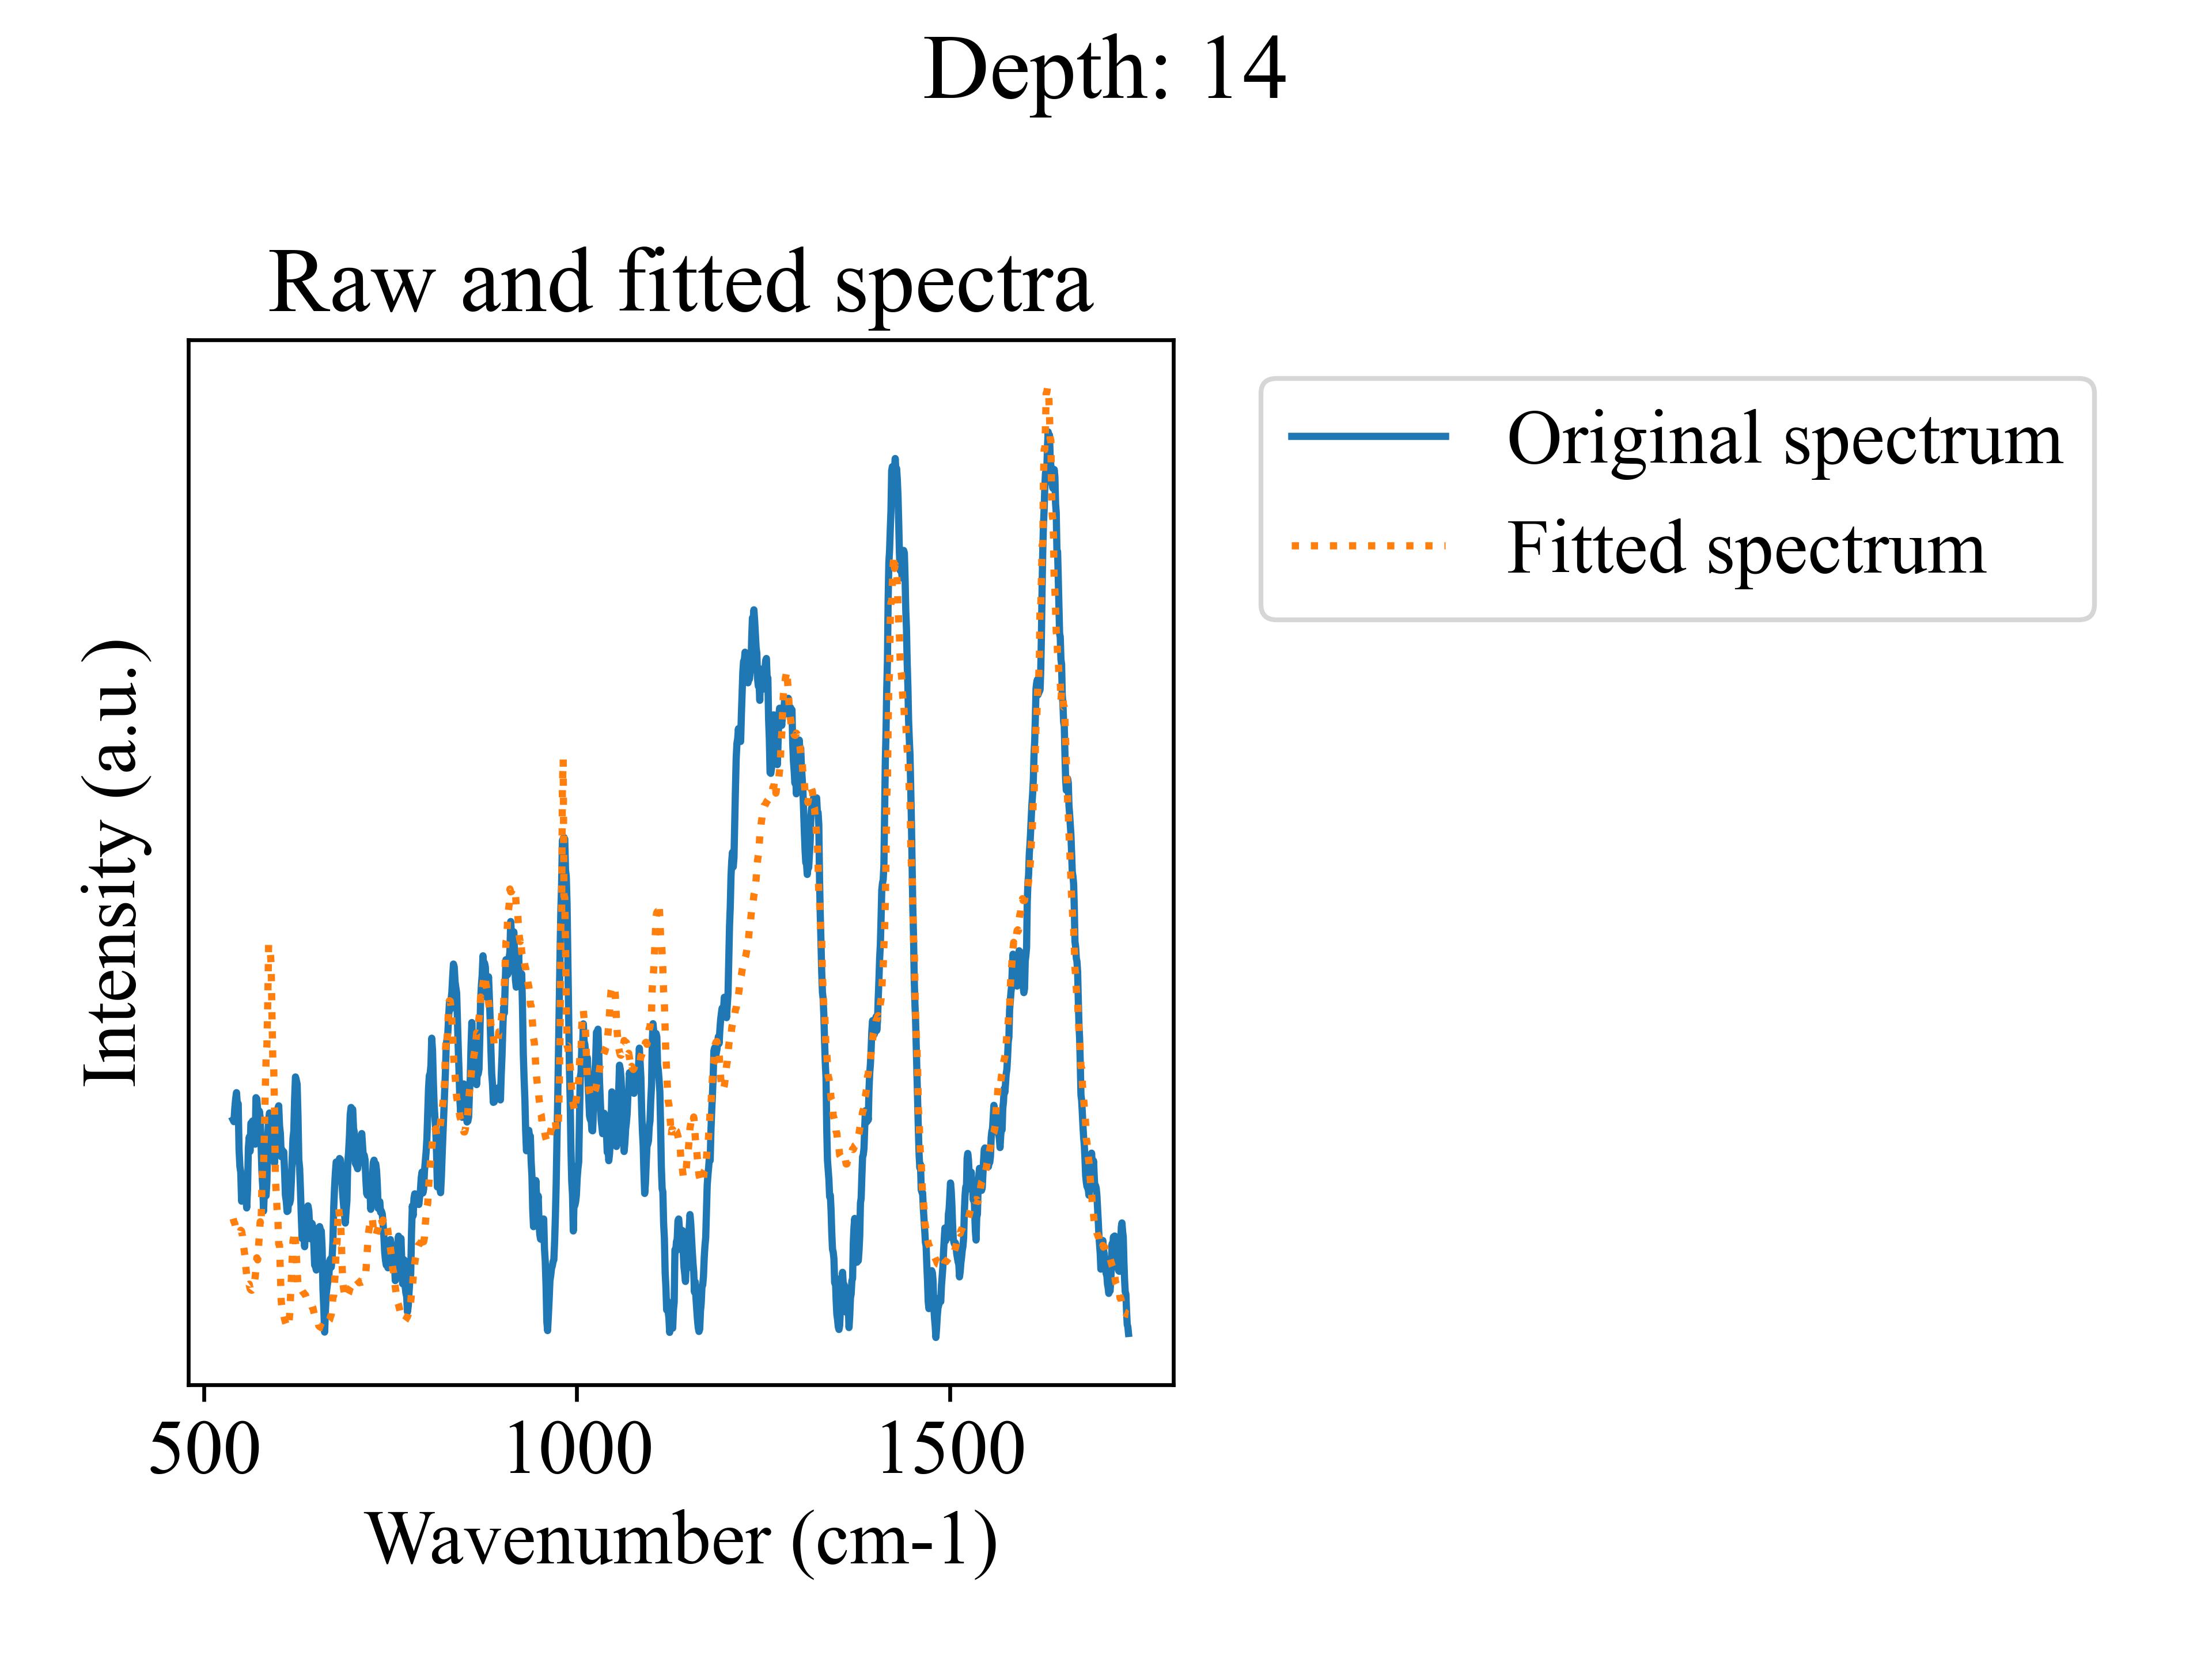 Depth: 14
Raw and fitted spectra
Original spectrum
Fitted spectrum
Intensity (a.u.)
500 1000 1500
Wavenumber (cm-1)